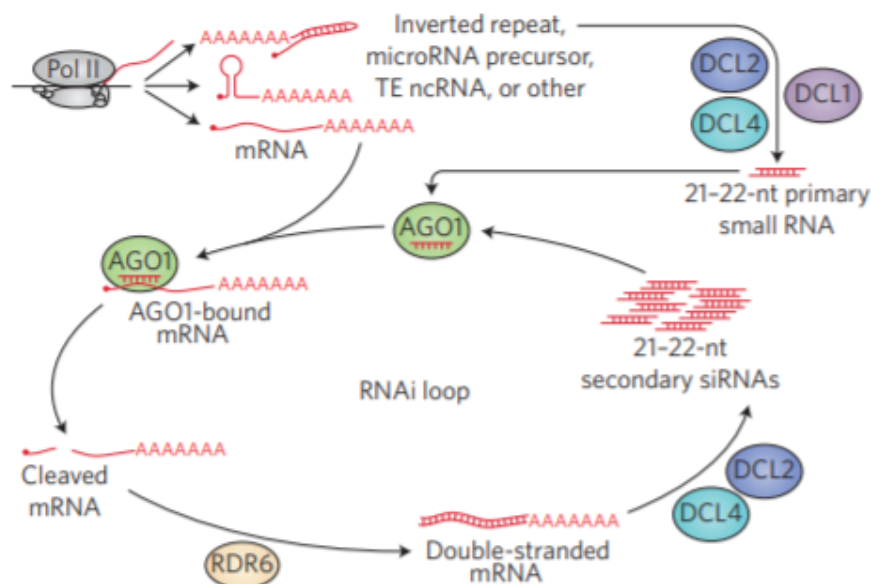 Pol II
AAAAAAA
AAAAAAA
AAAAAAA
mRNA
Inverted repeat,
microRNA precursor,
TE ncRNA, or other
DCL2
DCL1
DCL4
21–22-nt primary
small RNA
AGO1
AGO1
AAAAAAA
AGO1-bound
mRNA
21–22-nt
secondary siRNAs
RNAi loop
AAAAAAA
Cleaved
mRNA
DCL2
DCL4
RDR6
AAAAAAA
Double-stranded
mRNA